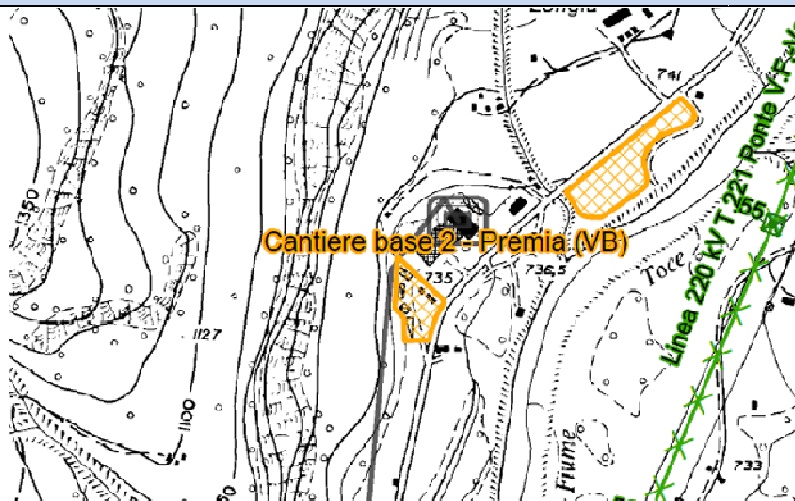 741
Linea 220 kV T 221 Ponte V.F.-Ve
55
1350
Cantiere base 2 - Premia (VB)
735
736,5
Toce
1127
1100
Fiume
733